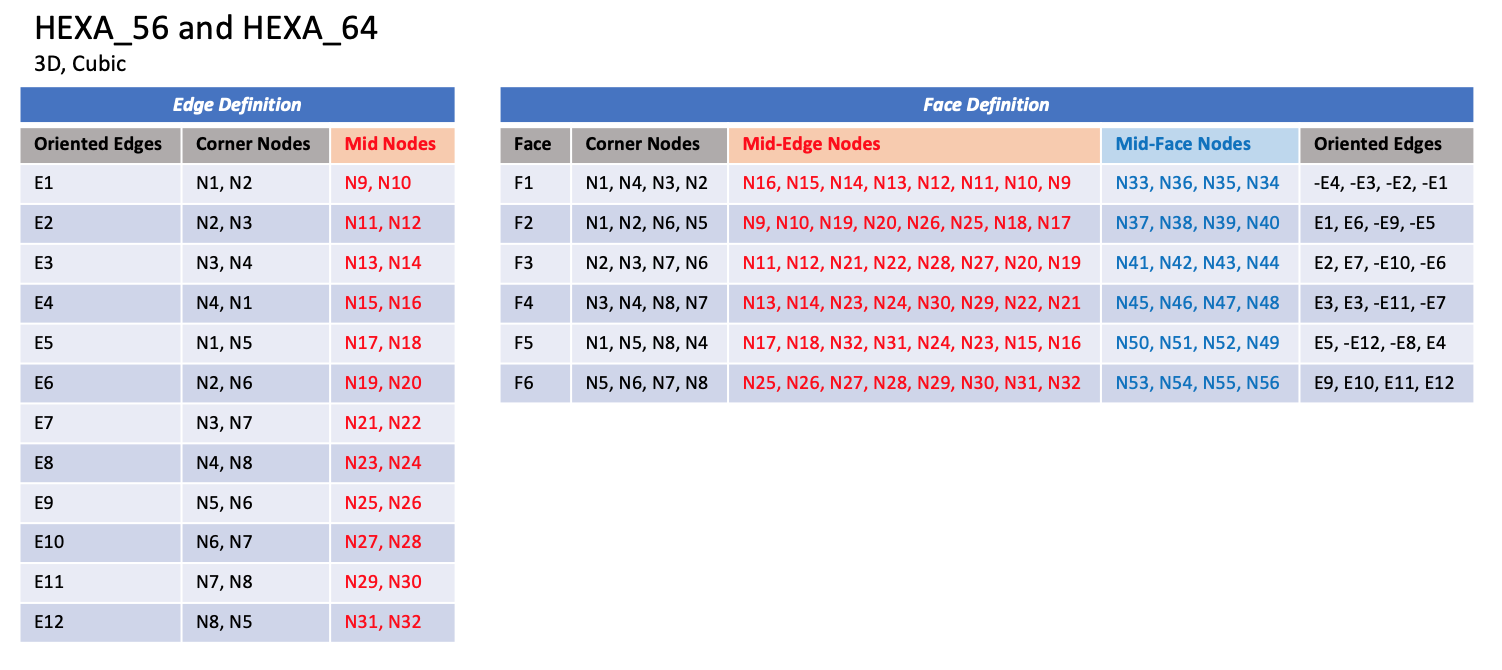 HEXA_56 and HEXA_64
3D, Cubic
Edge Definition
Oriented Edges Corner Nodes Mid Nodes
E1 N1, N2 N9, N10
E2 N2, N3 N11, N12
E3 N3, N4 N13, N14
E4 N4, N1 N15, N16
E5 N1, N5 N17, N18
E6 N2, N6 N19, N20
E7 N3, N7 N21, N22
E8 N4, N8 N23, N24
E9 N5, N6 N25, N26
E10 N6, N7 N27, N28
E11 N7, N8 N29, N30
E12 N8, N5 N31, N32
Face Definition
Face Corner Nodes Mid-Edge Nodes Mid-Face Nodes Oriented Edges
F1 N1, N4, N3, N2 N16, N15, N14, N13, N12, N11, N10, N9 N33, N36, N35, N34 -E4, -E3, -E2, -E1
F2 N1, N2, N6, N5 N9, N10, N19, N20, N26, N25, N18, N17 N37, N38, N39, N40 E1, E6, -E9, -E5
F3 N2, N3, N7, N6 N11, N12, N21, N22, N28, N27, N20, N19 N41, N42, N43, N44 E2, E7, -E10, -E6
F4 N3, N4, N8, N7 N13, N14, N23, N24, N30, N29, N22, N21 N45, N46, N47, N48 E3, E3, -E11, -E7
F5 N1, N5, N8, N4 N17, N18, N32, N31, N24, N23, N15, N16 N50, N51, N52, N49 E5, -E12, -E8, E4
F6 N5, N6, N7, N8 N25, N26, N27, N28, N29, N30, N31, N32 N53, N54, N55, N56 E9, E10, E11, E12